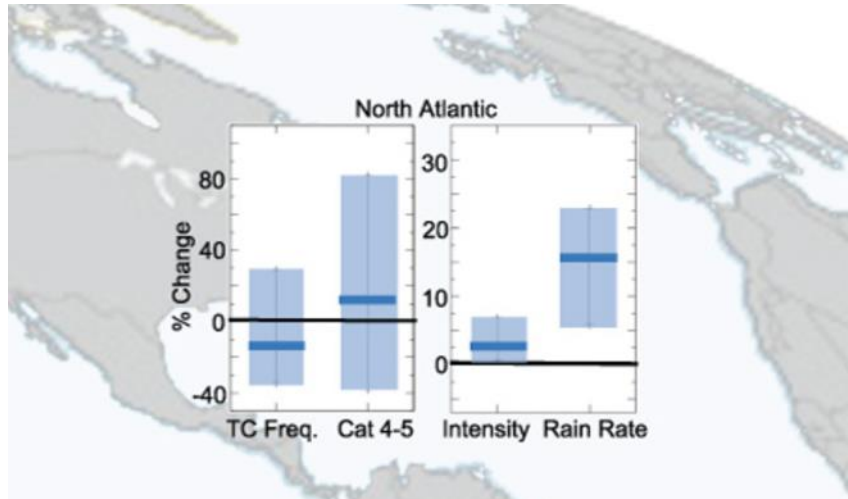 North Atlantic
% Change
80
40
0
-40
30
20
10
0
TC Freq.
Cat 4-5
Intensity
Rain Rate